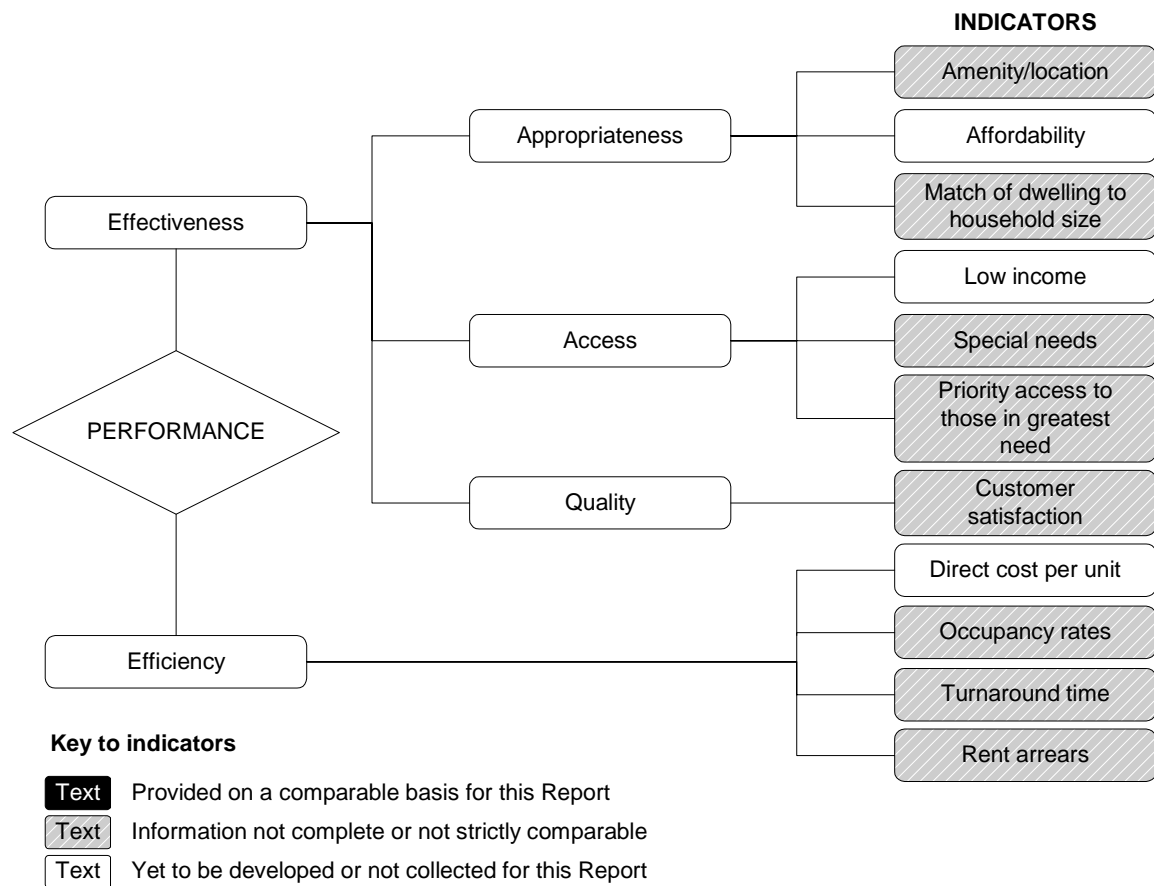 INDICATORS
Amenity/location
Appropriateness
Affordability
Match of dwelling to
household size
Effectiveness
Low income
Access
Special needs
Priority access to
those in greatest
need
PERFORMANCE
Quality
Customer
satisfaction
Direct cost per unit
Occupancy rates
Efficiency
Turnaround time
Rent arrears
Key to indicators
Text Provided on a comparable basis for this Report
Text Information not complete or not strictly comparable
Text Yet to be developed or not collected for this Report